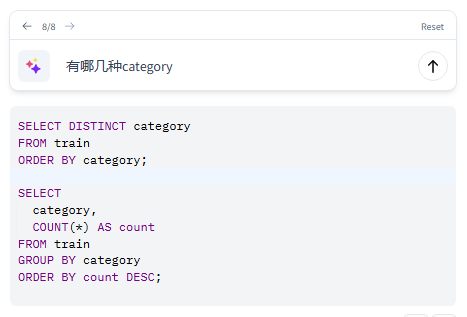 8/8
Reset
有哪几种category
SELECT DISTINCT category
FROM train
ORDER BY category;
SELECT
category,
COUNT(*) AS count
FROM train
GROUP BY category
ORDER BY count DESC;